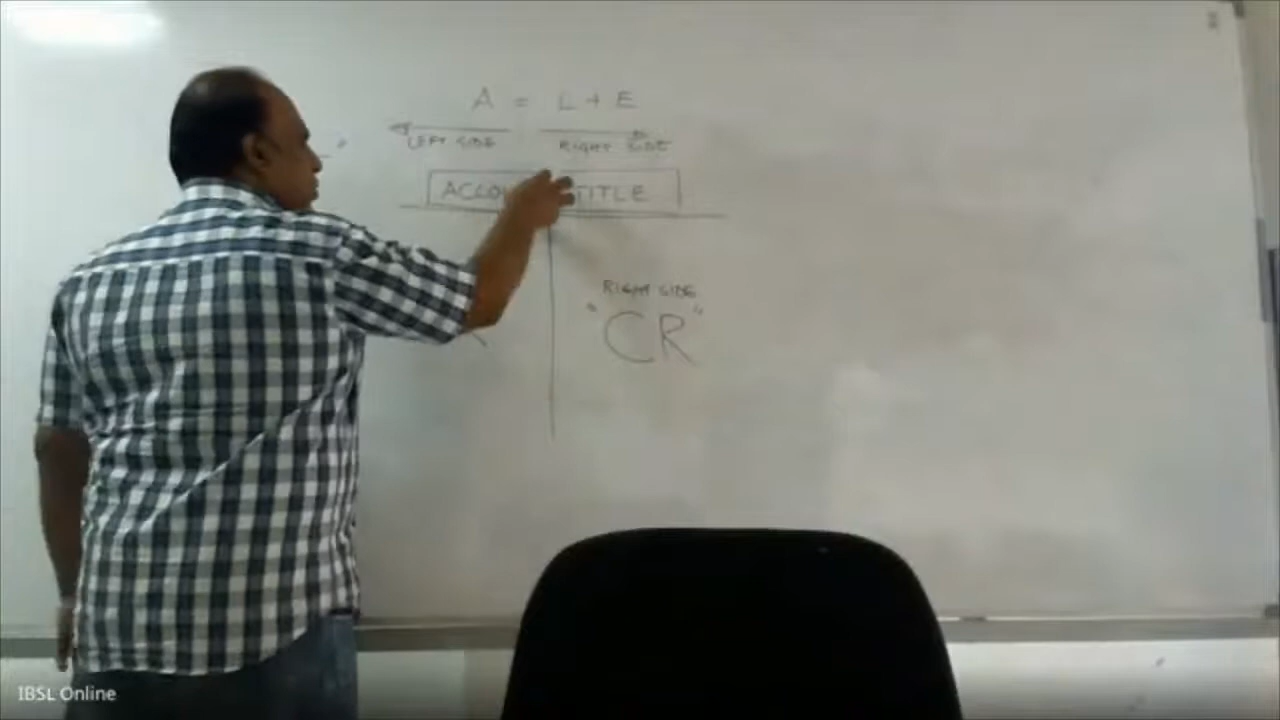 A = L + E
LEFT SIDE RIGHT SIDE
TITLE
RIGHT SIDE
"CR"
IBSL Online